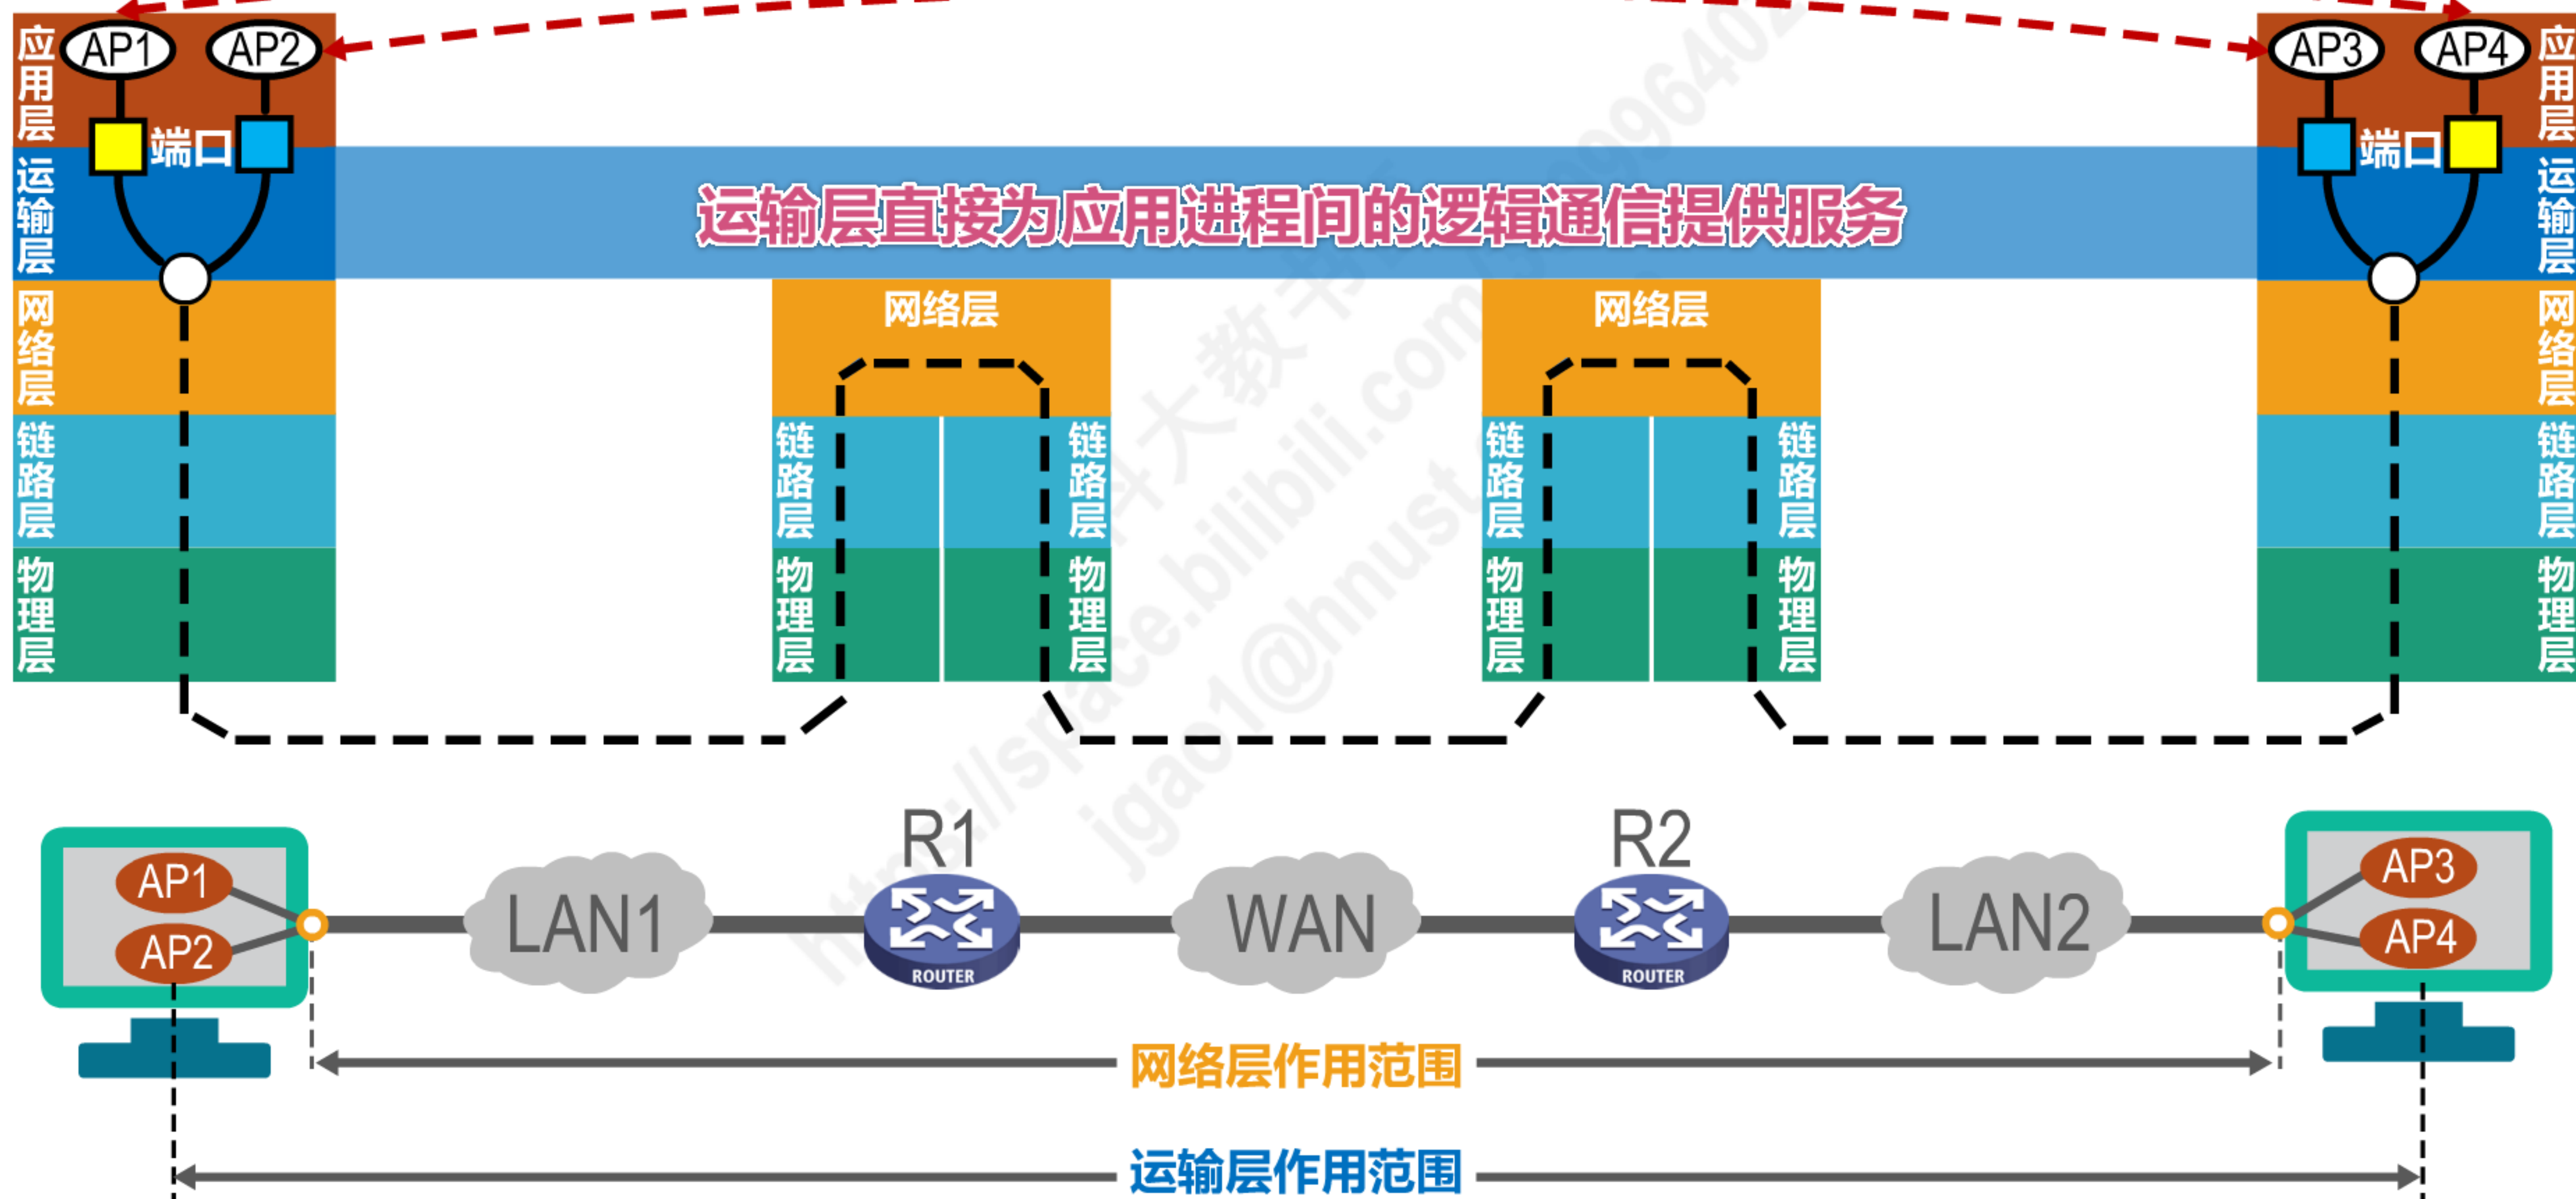 AP1
AP2
AP3
AP4
应用层
应用层
端口
端口
运输层
运输层直接为应用进程间的逻辑通信提供服务
运输层
网络层
网络层
网络层
网络层
链路层
链路层
链路层
链路层
链路层
链路层
物理层
物理层
物理层
物理层
物理层
物理层
R1
R2
AP1
AP2
LAN1
ROUTER
WAN
ROUTER
LAN2
AP3
AP4
网络层作用范围
运输层作用范围